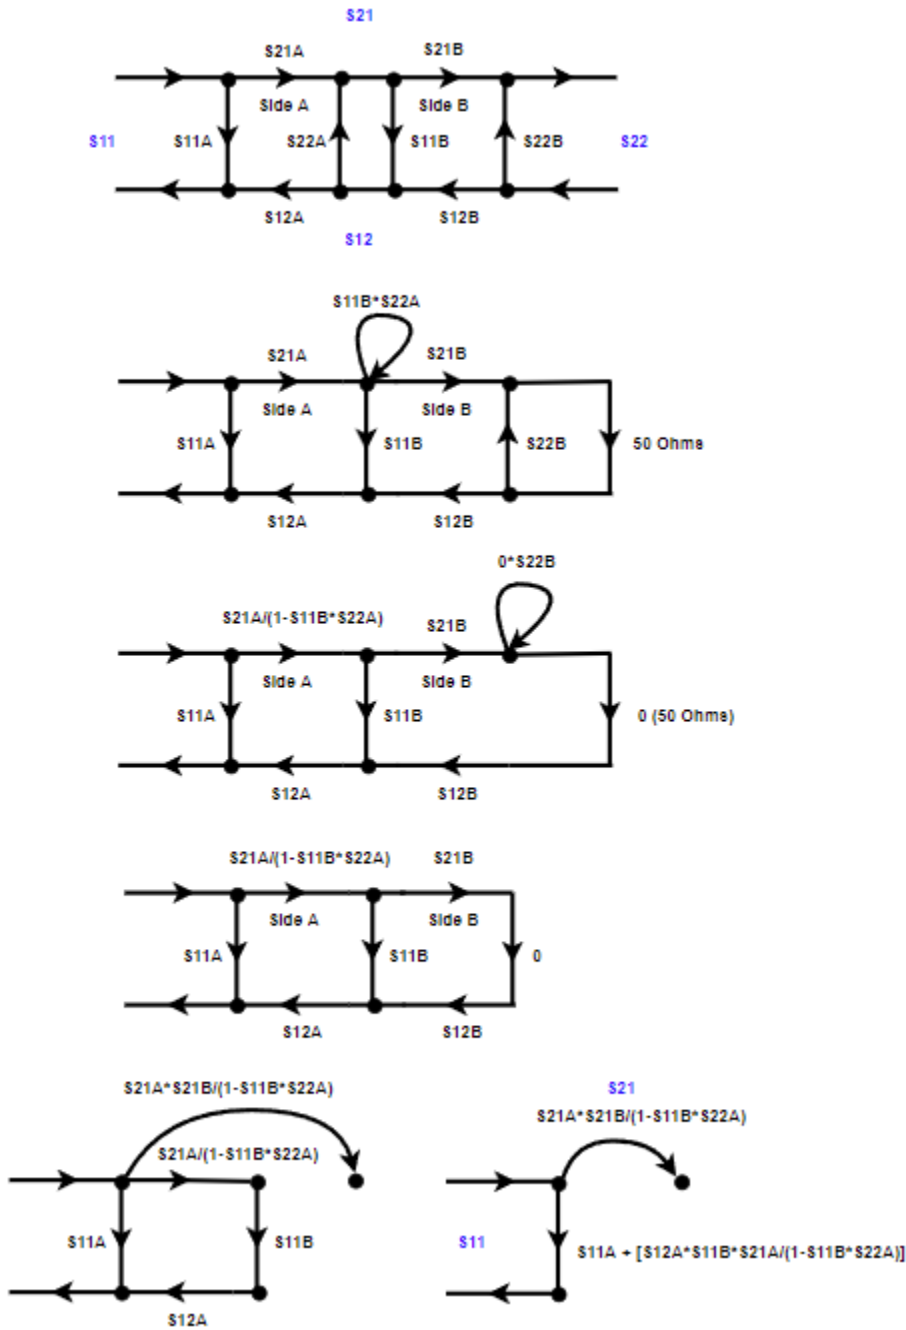 S21
S21A S21B
Side A Side B
S11 S11A S22A S11B S22B S22
S12A S12B
S12
S11B*S22A
S21A S21B
Side A Side B
S11A S11B S22B 50 Ohms
S12A S12B
0*S22B
S21A/(1-S11B*S22A) S21B
Side A Side B
S11A S11B 0 (50 Ohms)
S12A S12B
S21A/(1-S11B*S22A) S21B
Side A Side B
S11A S11B 0
S12A S12B
S21A*S21B/(1-S11B*S22A)
S21A/(1-S11B*S22A)
S11A S11B
S12A
S21
S21A*S21B/(1-S11B*S22A)
S11 S11A + [S12A*S11B*S21A/(1-S11B*S22A)]